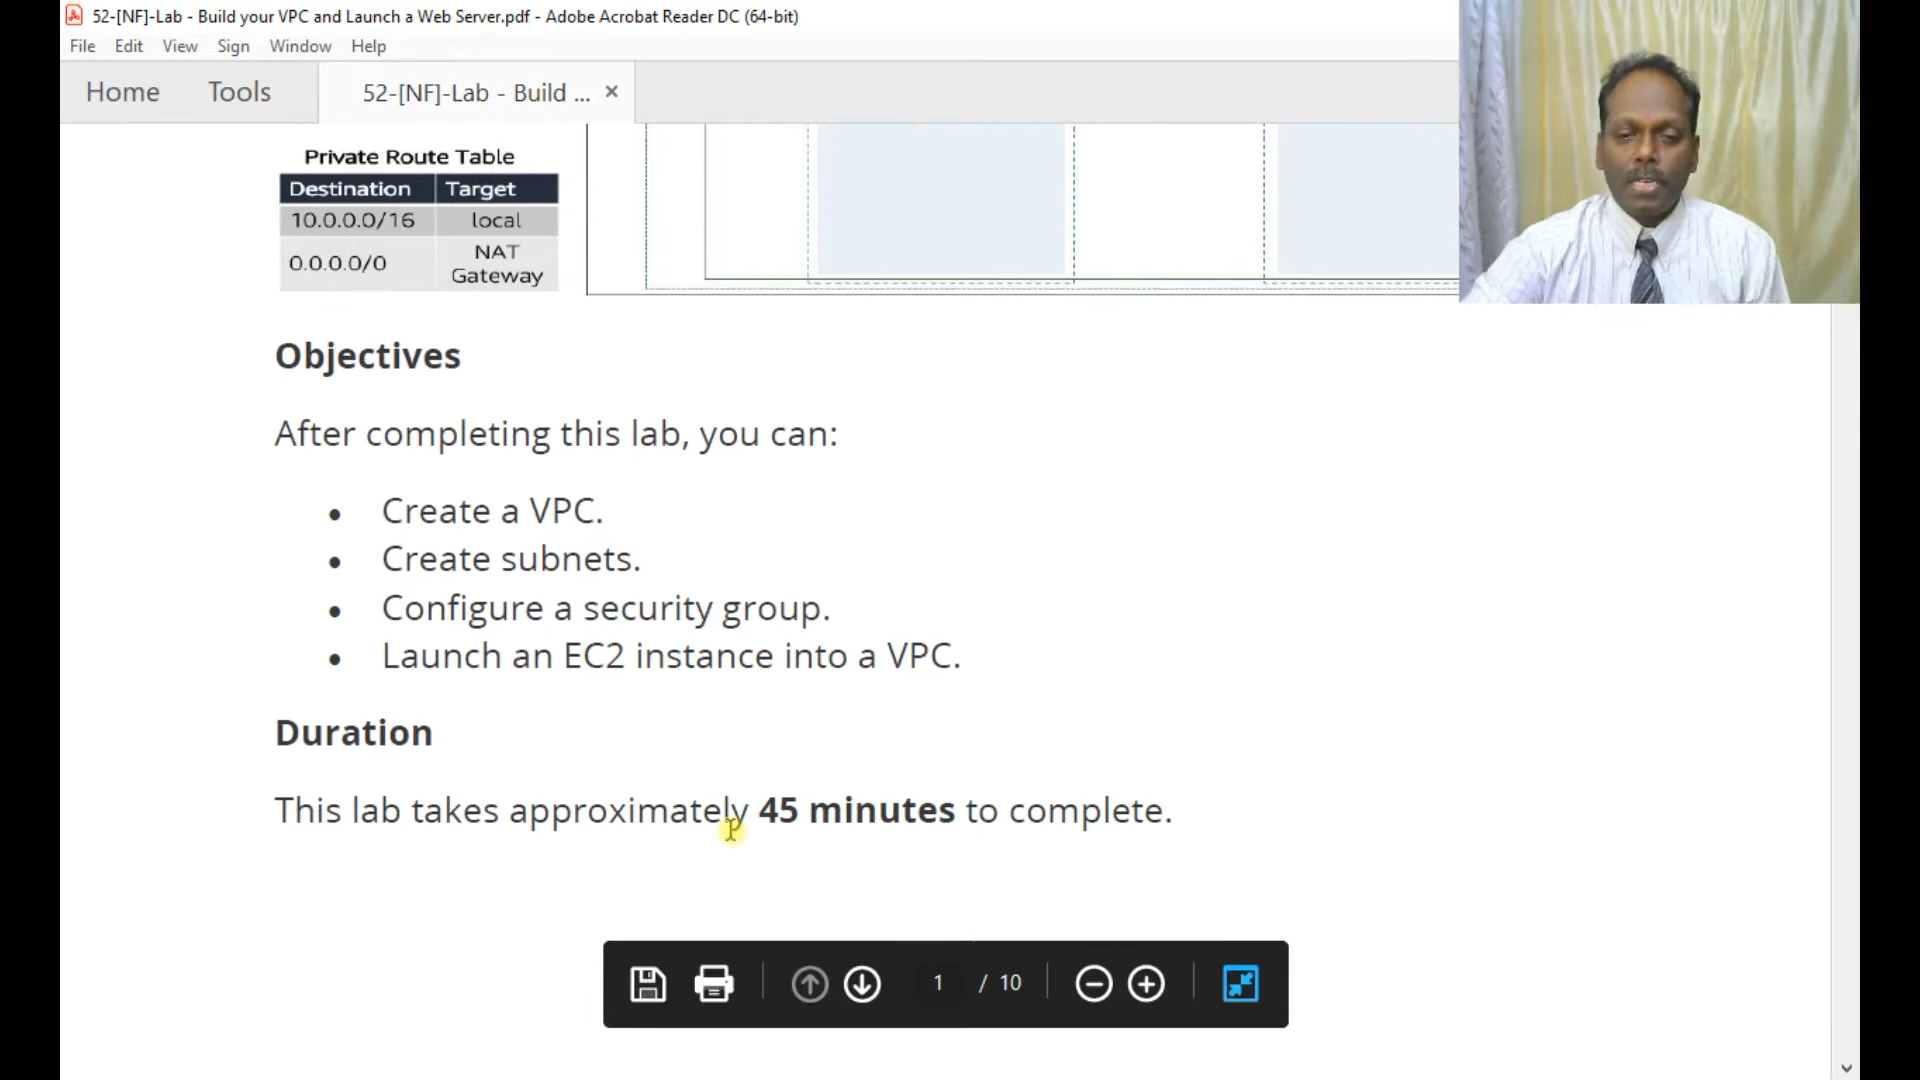 52-[NF]-Lab - Build your VPC and Launch a Web Server.pdf - Adobe Acrobat Reader DC (64-bit)
File Edit View Sign Window Help
Home Tools 52-[NF]-Lab - Build ... ×
Private Route Table
Destination Target
10.0.0.0/16 local
0.0.0.0/0 NAT Gateway
Objectives
After completing this lab, you can:
• Create a VPC.
• Create subnets.
• Configure a security group.
• Launch an EC2 instance into a VPC.
Duration
This lab takes approximately 45 minutes to complete.
1 / 10